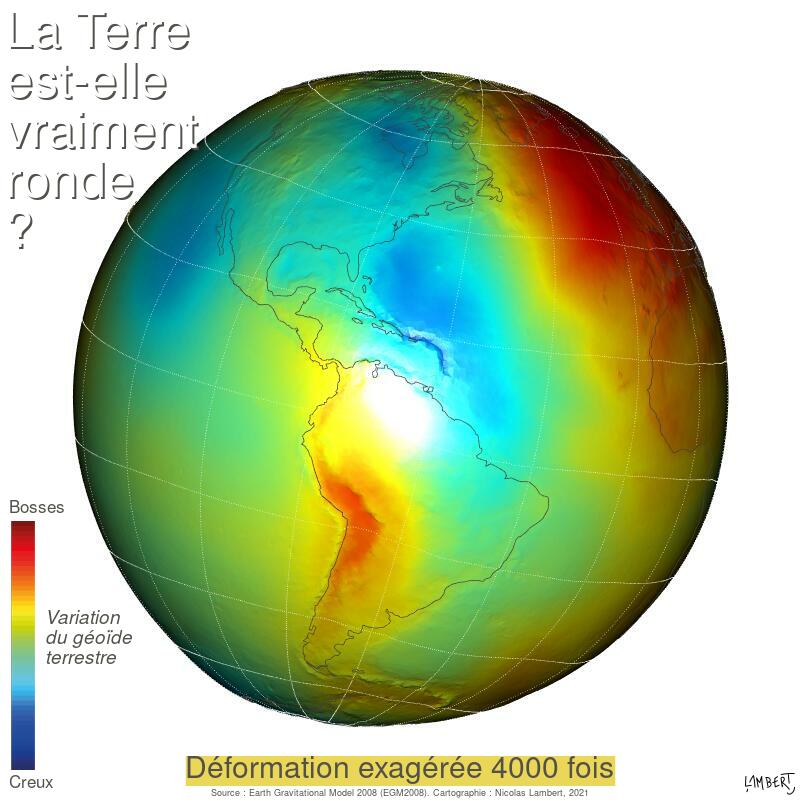 La Terre
est-elle
vraiment
ronde
?
Bosses
Variation
du géoïde
terrestre
Creux
Déformation exagérée 4000 fois
Source : Earth Gravitational Model 2008 (EGM2008). Cartographie : Nicolas Lambert, 2021
LAMBERT